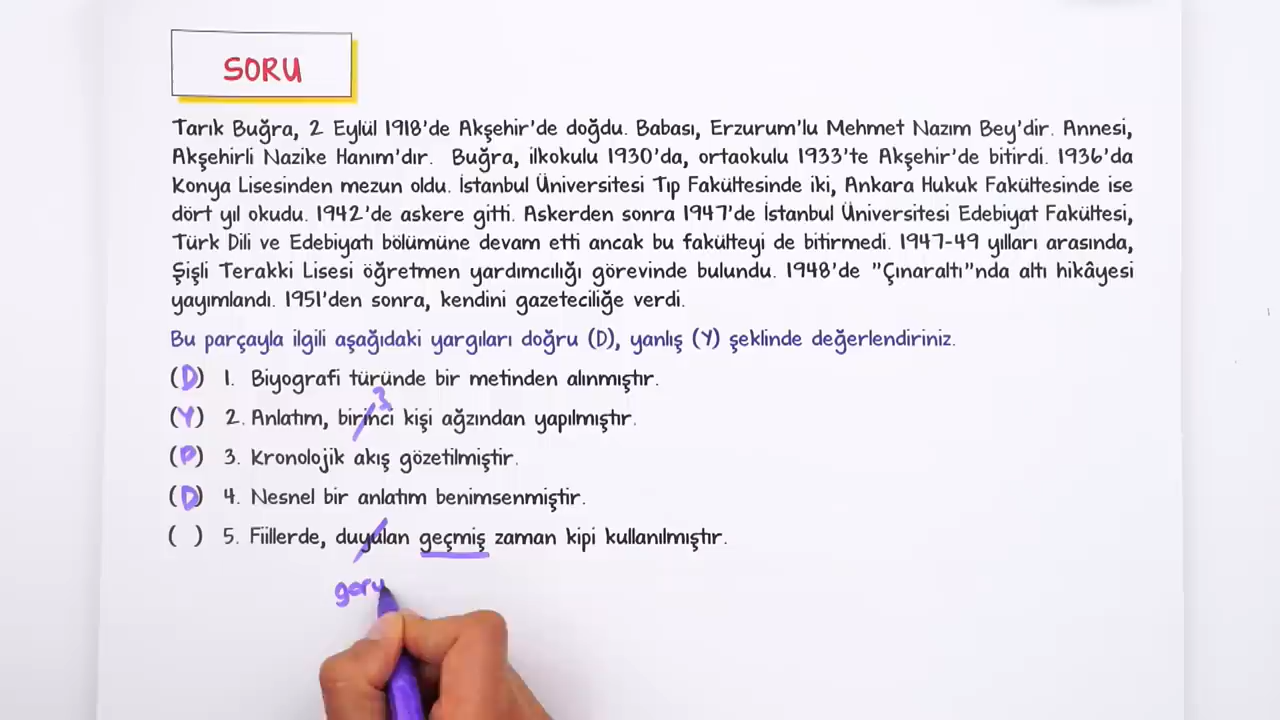 SORU
Tarık Buğra, 2 Eylül 1918'de Akşehir'de doğdu. Babası, Erzurum'lu Mehmet Nazım Bey'dir. Annesi,
Akşehirli Nazike Hanım'dır. Buğra, ilkokulu 1930'da, ortaokulu 1933'te Akşehir'de bitirdi. 1936'da
Konya Lisesinden mezun oldu. İstanbul Üniversitesi Tıp Fakültesinde iki, Ankara Hukuk Fakültesinde ise
dört yıl okudu. 1942'de askere gitti. Askerden sonra 1947'de İstanbul Üniversitesi Edebiyat Fakültesi,
Türk Dili ve Edebiyatı bölümüne devam etti ancak bu fakülteyi de bitirmedi. 1947-49 yılları arasında,
Şişli Terakki Lisesi öğretmen yardımcılığı görevinde bulundu. 1948'de "Çınaraltı"nda altı hikâyesi
yayımlandı. 1951'den sonra, kendini gazeteciliğe verdi.
Bu parçayla ilgili aşağıdaki yargıları doğru (D), yanlış (Y) şeklinde değerlendiriniz.
(D) 1. Biyografi türünde bir metinden alınmıştır.
3
(Y) 2. Anlatım, birinci kişi ağzından yapılmıştır.
(D) 3. Kronolojik akış gözetilmiştir.
(D) 4. Nesnel bir anlatım benimsenmiştir.
( ) 5. Fiillerde, duyulan geçmiş zaman kipi kullanılmıştır.
goru